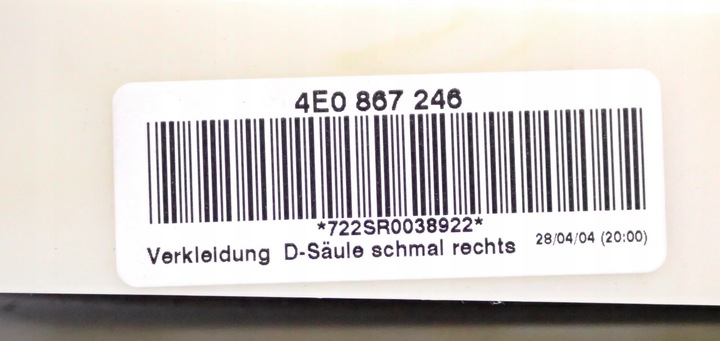 4E0 867 246
*722SR0038922*
Verkleidung D-Säule schmal rechts 28/04/04 (20:00)